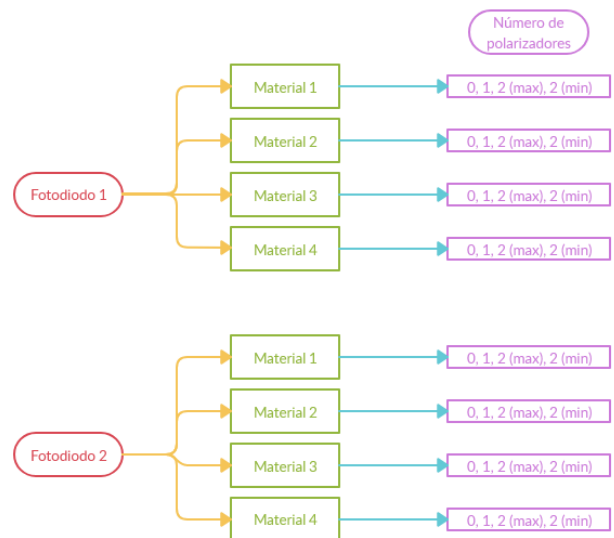 Número de
polarizadores
Material 1
0, 1, 2 (max), 2 (min)
Material 2
0, 1, 2 (max), 2 (min)
Fotodiodo 1
Material 3
0, 1, 2 (max), 2 (min)
Material 4
0, 1, 2 (max), 2 (min)
Material 1
0, 1, 2 (max), 2 (min)
Material 2
0, 1, 2 (max), 2 (min)
Fotodiodo 2
Material 3
0, 1, 2 (max), 2 (min)
Material 4
0, 1, 2 (max), 2 (min)